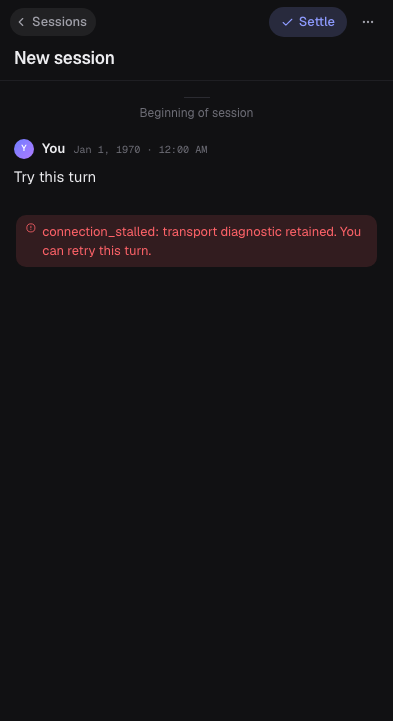 Sessions
Settle
New session
Beginning of session
Y
You Jan 1, 1970 · 12:00 AM
Try this turn
connection_stalled: transport diagnostic retained. You
can retry this turn.